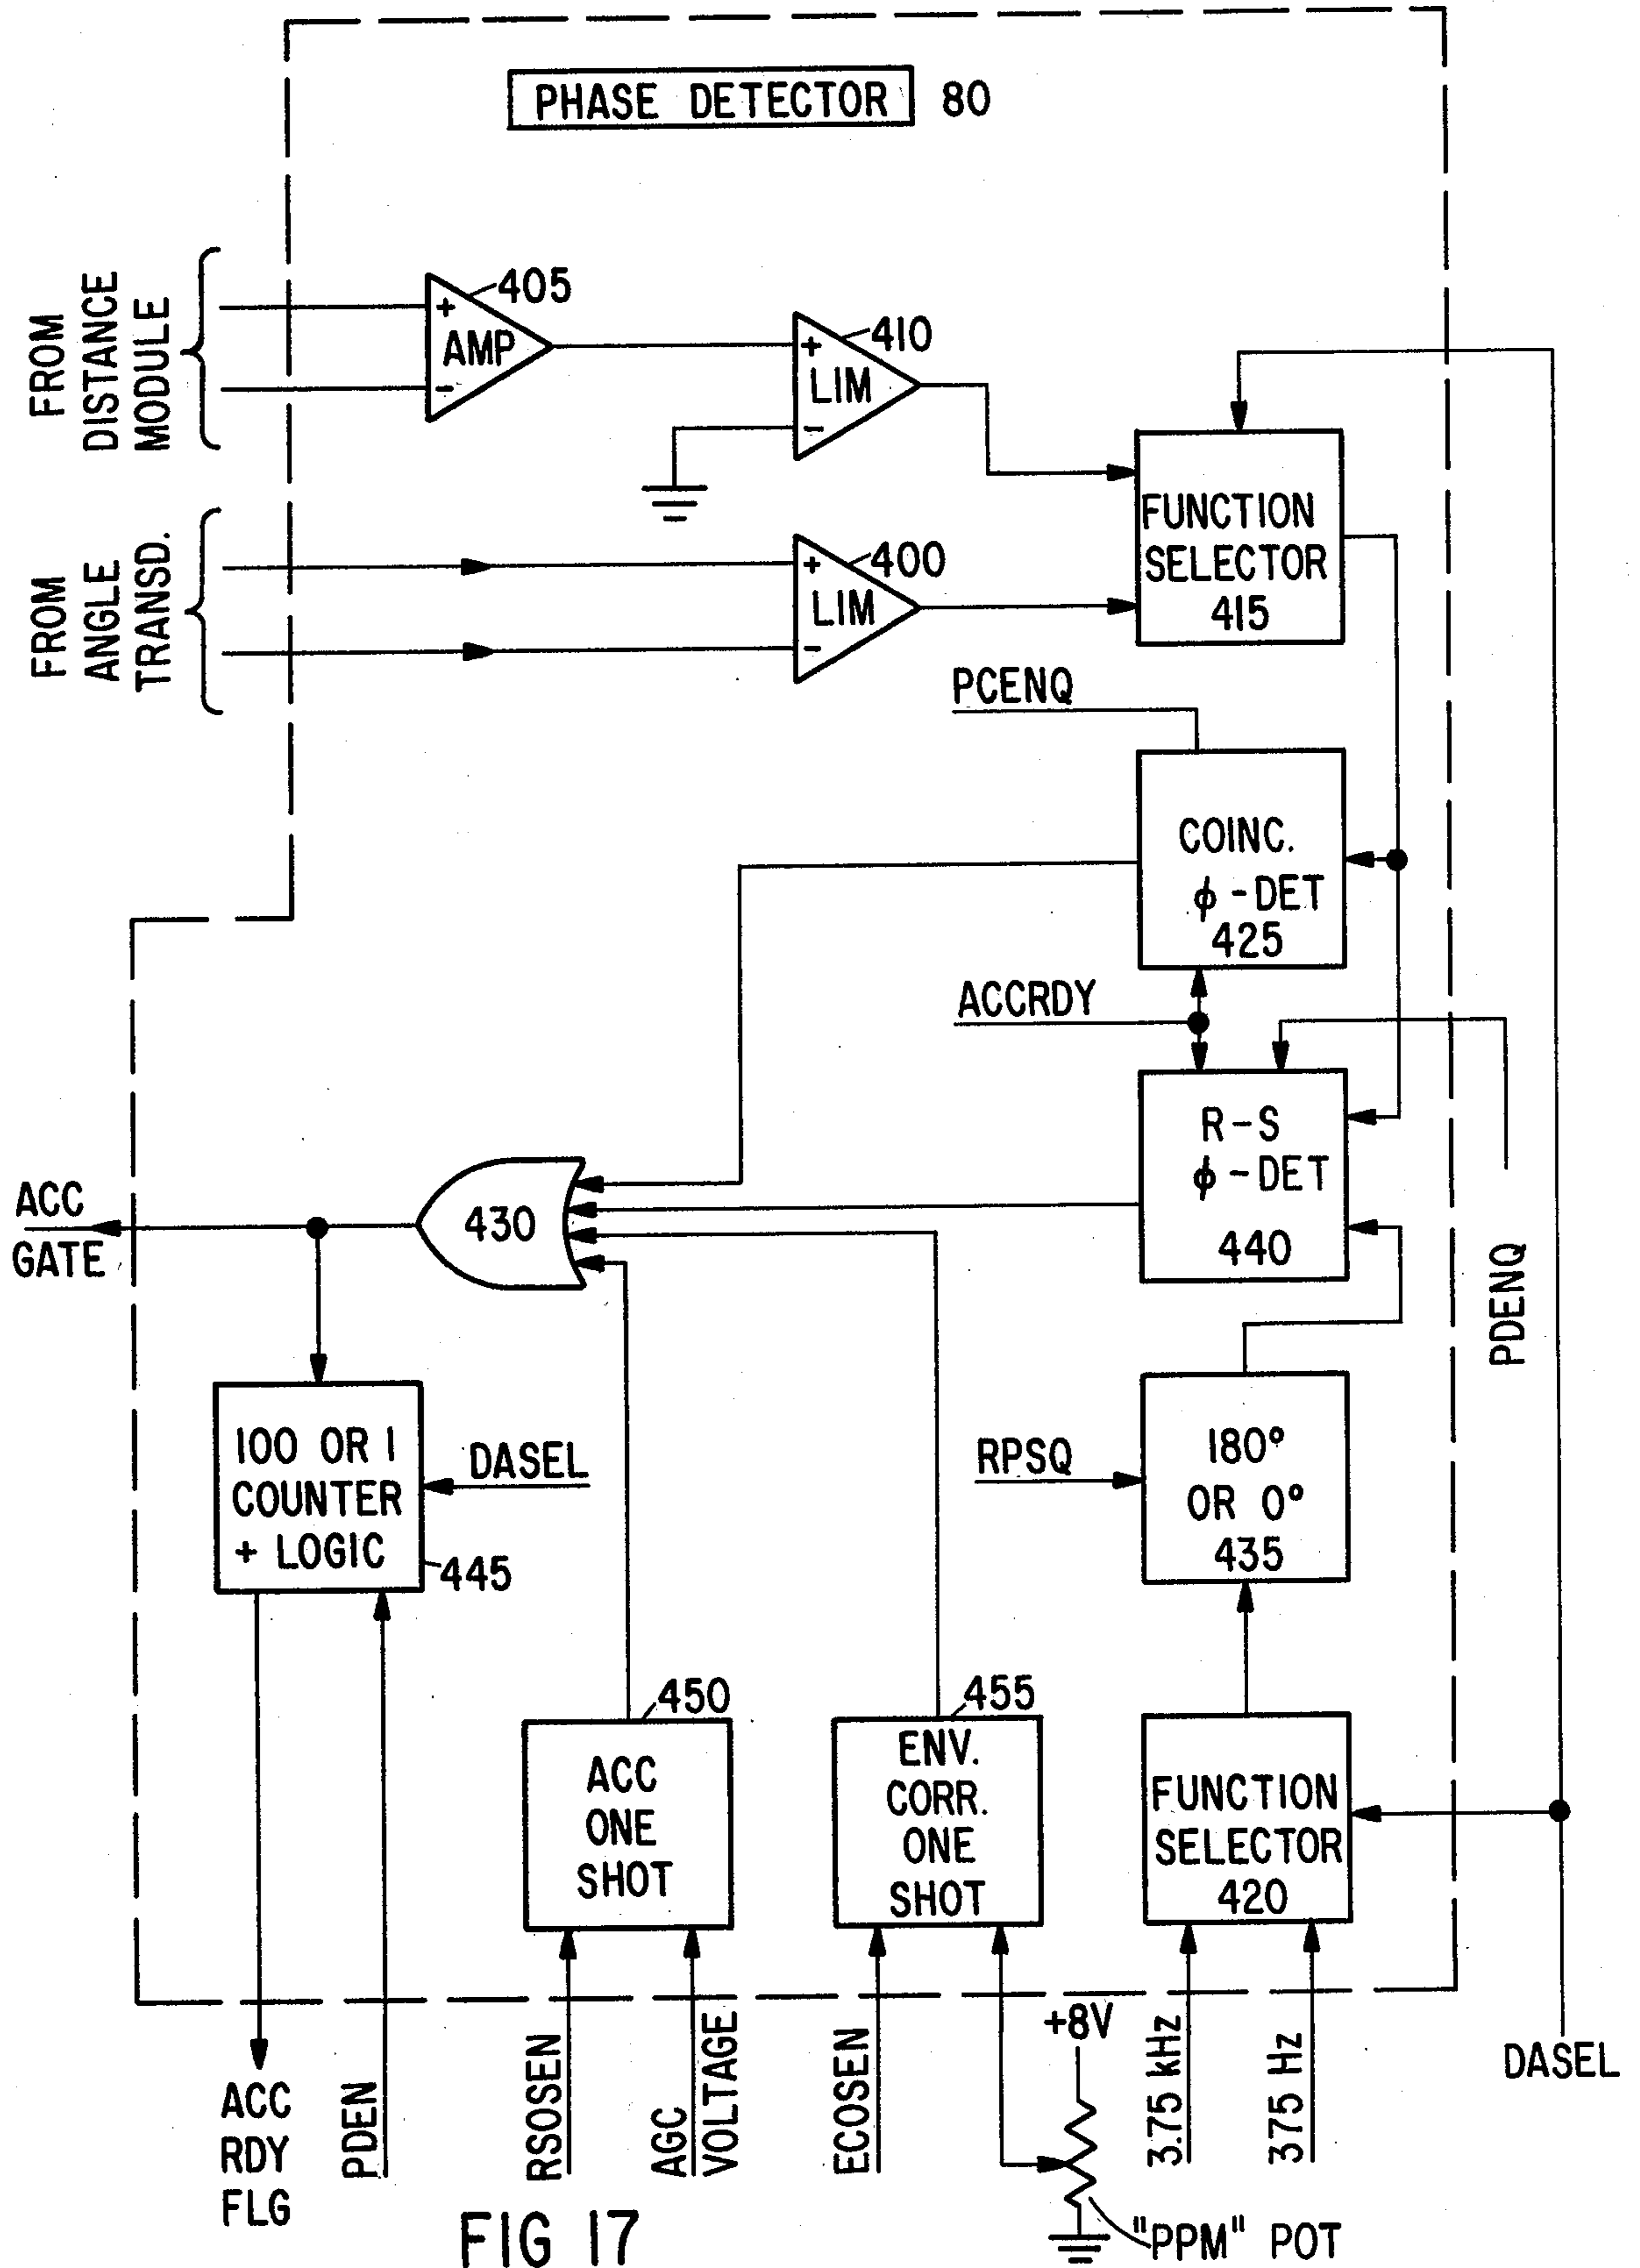 PHASE DETECTOR 80
FROM
DISTANCE
MODULE
+
AMP
-
405
+
LIM
-
410
FROM
ANGLE
TRANSD.
+
LIM
-
400
FUNCTION
SELECTOR
415
PCENQ
COINC.
ϕ-DET
425
ACCRDY
R-S
ϕ-DET
440
PDENQ
ACC
GATE
430
100 OR 1
COUNTER
+ LOGIC
445
DASEL
RPSQ
180°
OR 0°
435
450
ACC
ONE
SHOT
455
ENV.
CORR.
ONE
SHOT
FUNCTION
SELECTOR
420
ACC
RDY
FLG
PDEN
RSOSEN
AGC
VOLTAGE
ECOSEN
+8V
3.75 kHz
375 Hz
DASEL
"PPM" POT
FIG 17